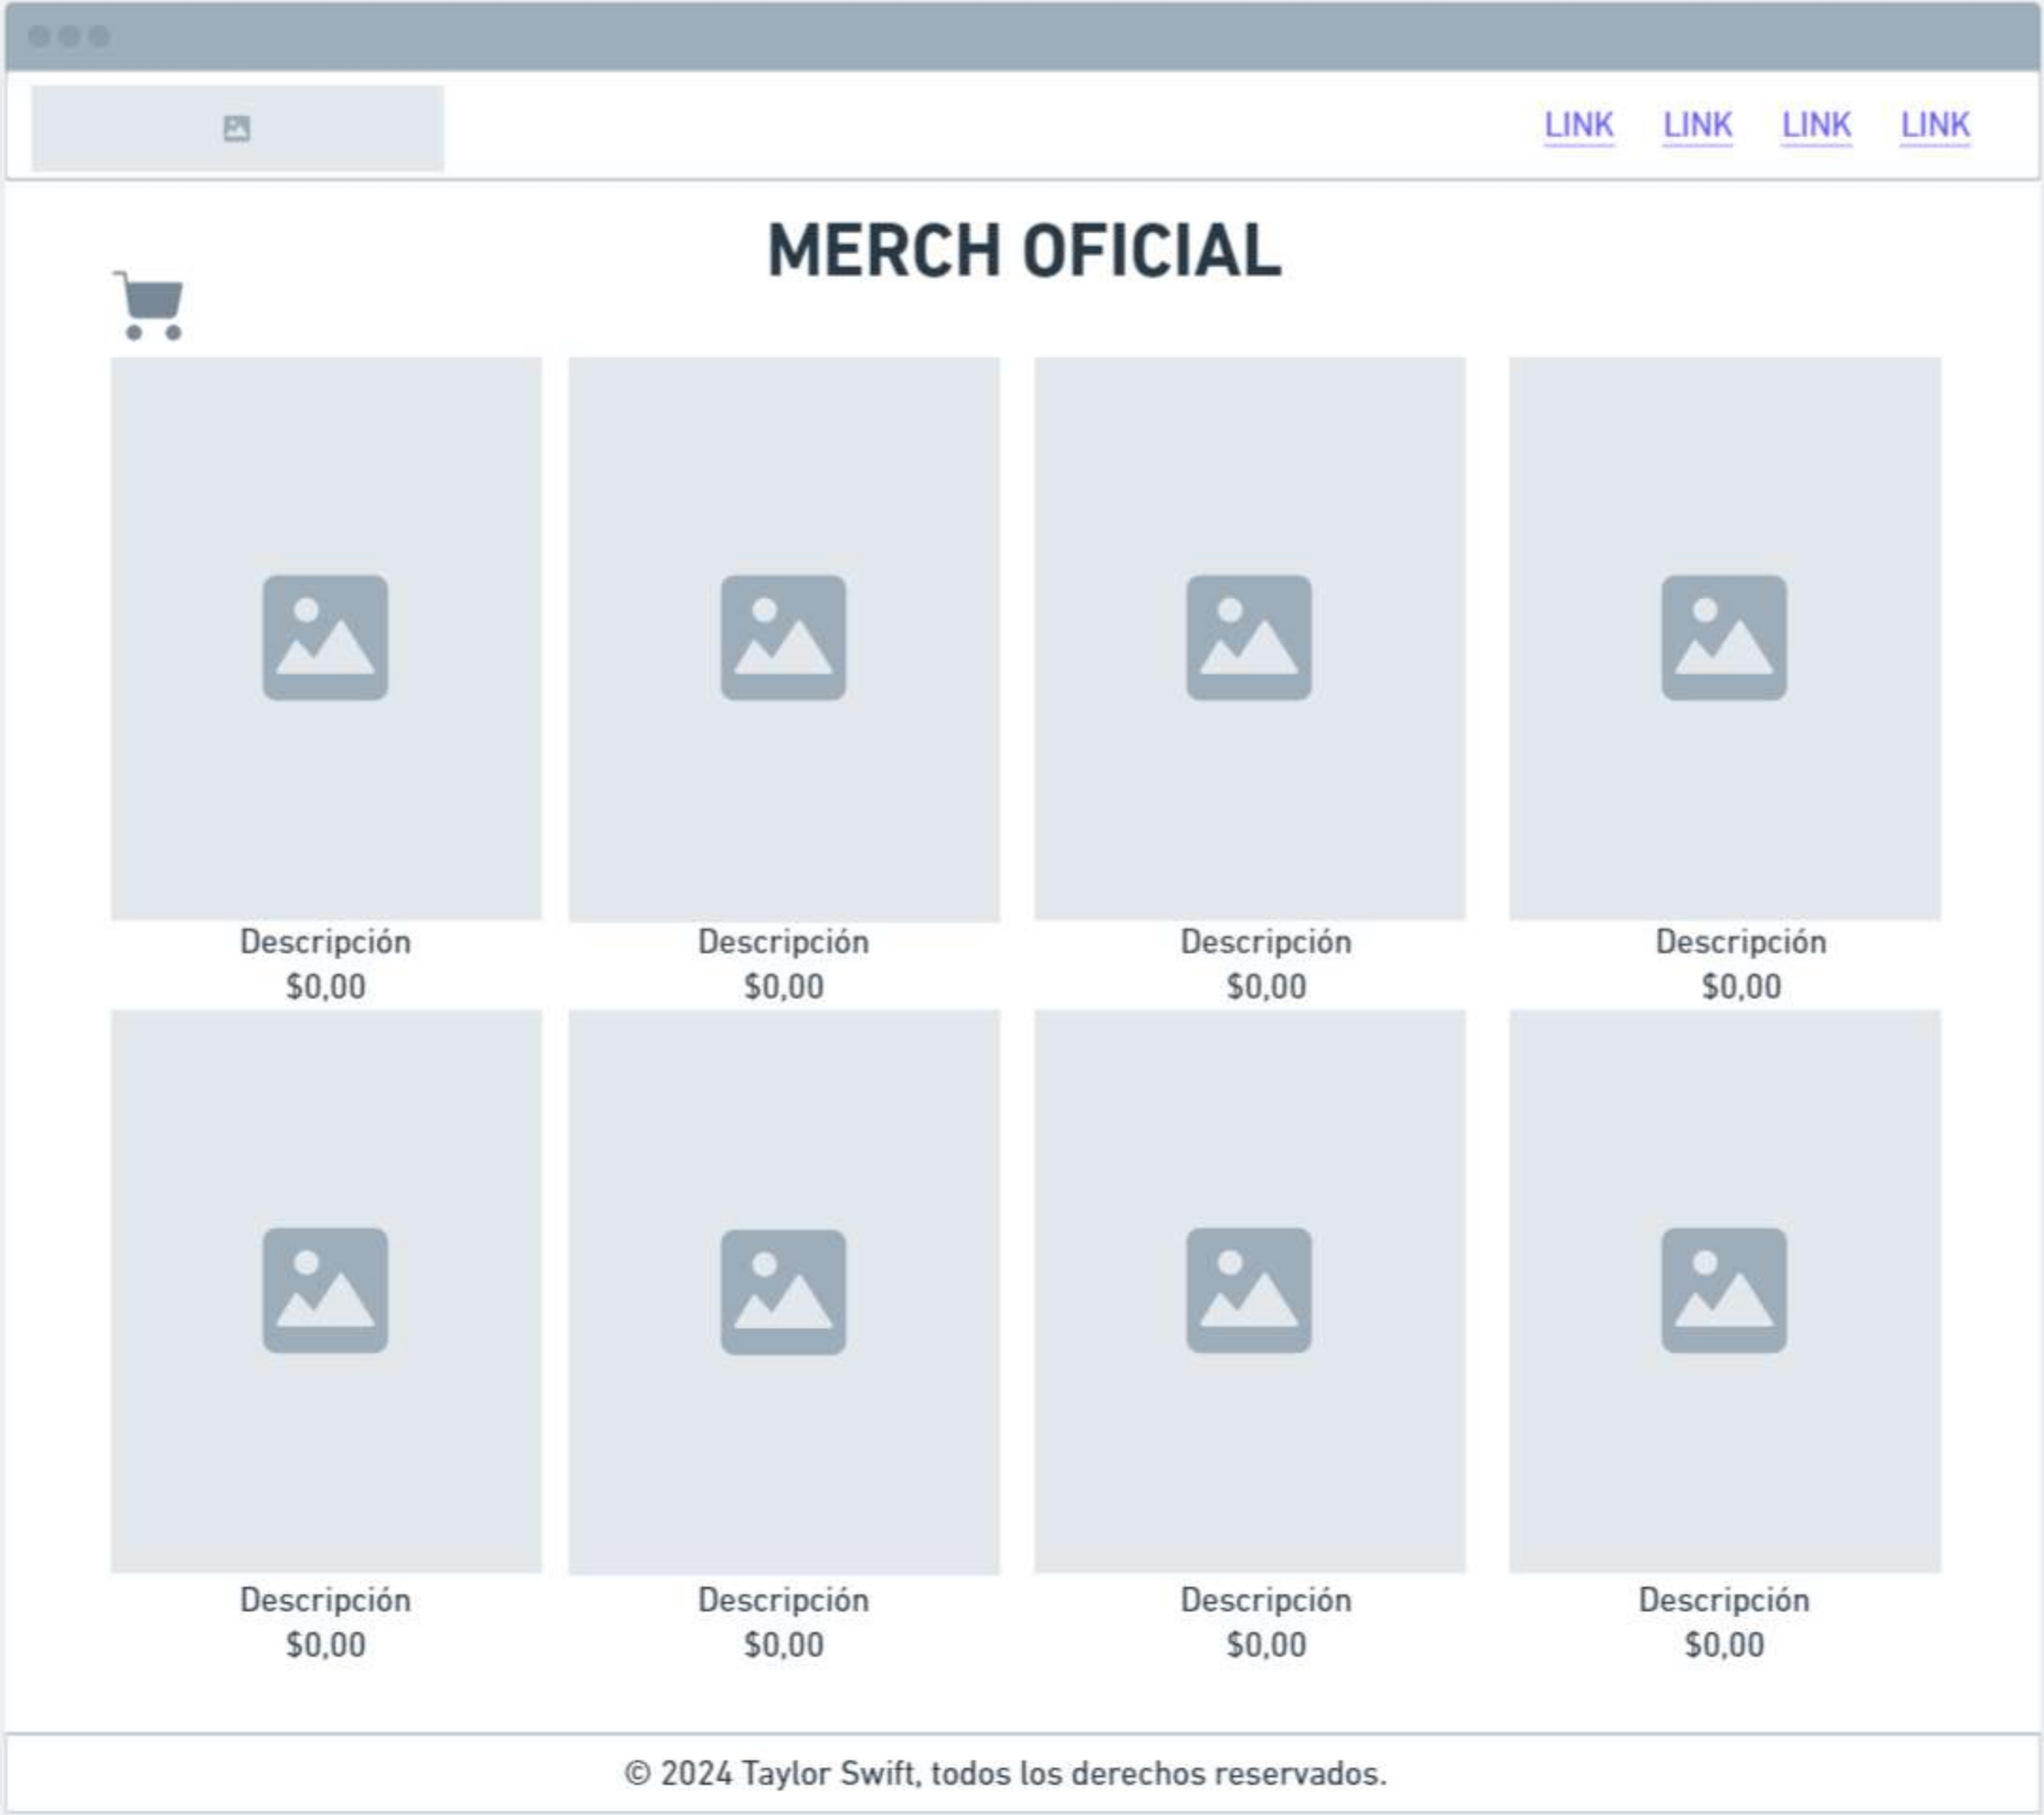 LINK LINK LINK LINK
MERCH OFICIAL
Descripción Descripción Descripción Descripción
$0,00 $0,00 $0,00 $0,00
Descripción Descripción Descripción Descripción
$0,00 $0,00 $0,00 $0,00
© 2024 Taylor Swift, todos los derechos reservados.